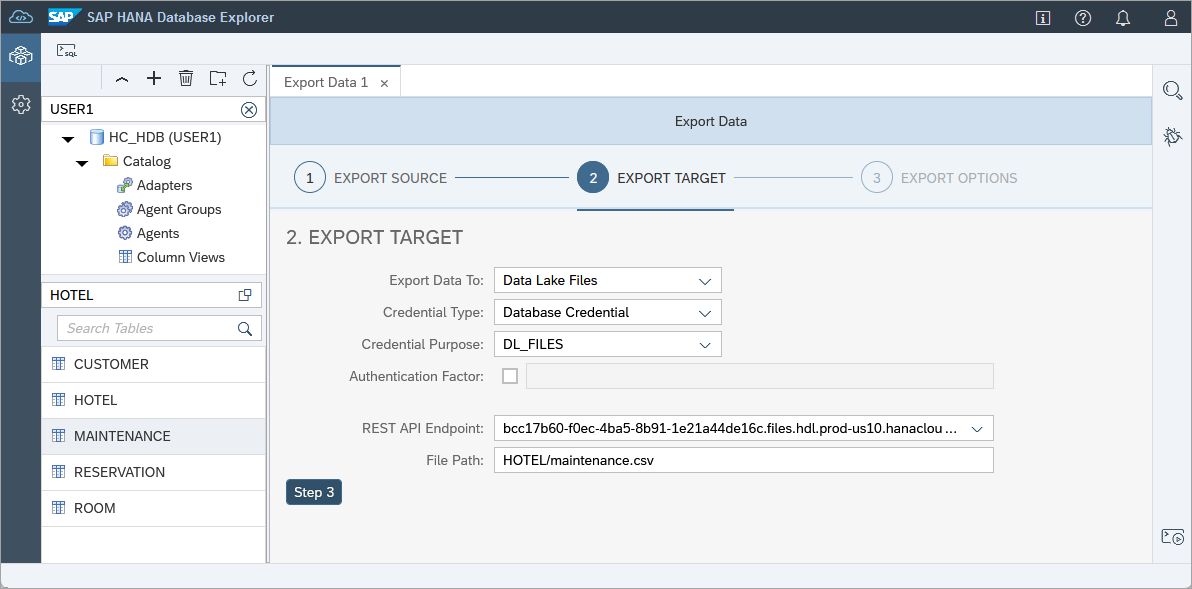 SAP SAP HANA Database Explorer
SQL
USER1
HC_HDB (USER1)
Catalog
Adapters
Agent Groups
Agents
Column Views
HOTEL
Search Tables
CUSTOMER
HOTEL
MAINTENANCE
RESERVATION
ROOM
Export Data 1
Export Data
1 EXPORT SOURCE
2 EXPORT TARGET
3 EXPORT OPTIONS
2. EXPORT TARGET
Export Data To: Data Lake Files
Credential Type: Database Credential
Credential Purpose: DL_FILES
Authentication Factor:
REST API Endpoint: bcc17b60-f0ec-4ba5-8b91-1e21a44de16c.files.hdl.prod-us10.hanaclou ...
File Path: HOTEL/maintenance.csv
Step 3